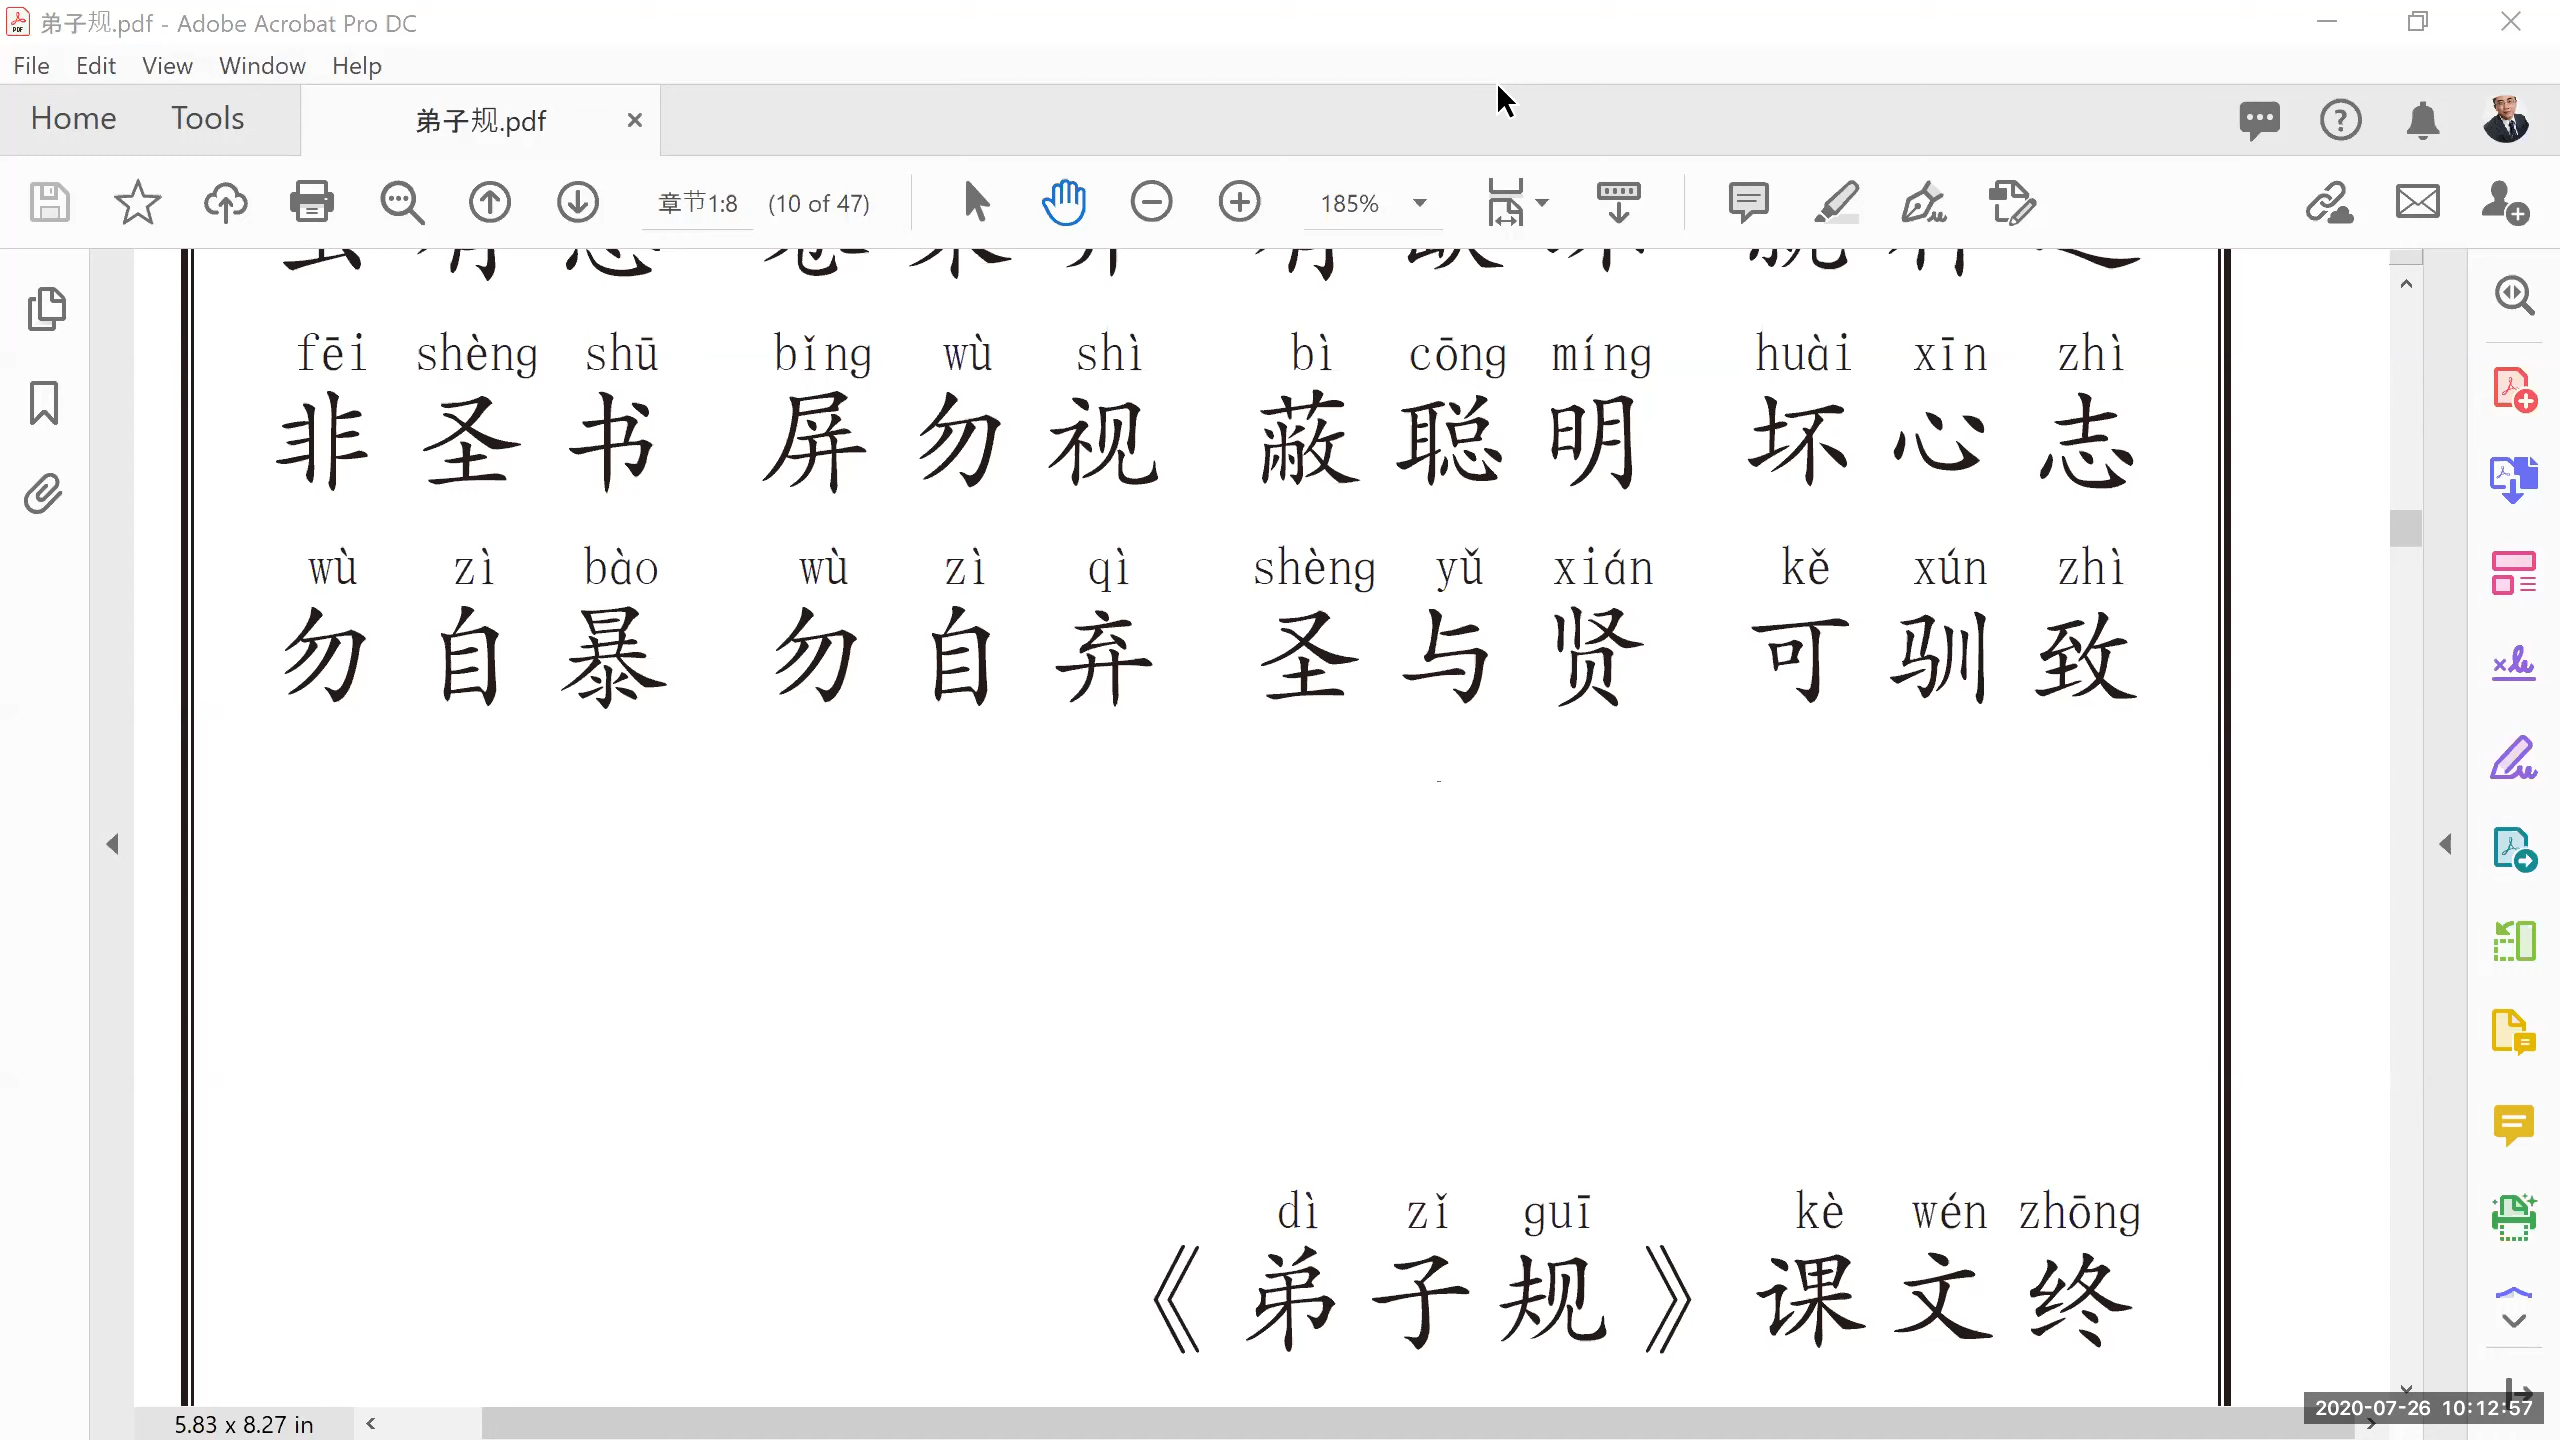 弟子规.pdf - Adobe Acrobat Pro DC
File Edit View Window Help
Home Tools 弟子规.pdf
章节1:8 (10 of 47) 185%
fēi shèng shū bǐng wù shì bì cōng míng huài xīn zhì
非 圣 书 屏 勿 视 蔽 聪 明 坏 心 志
wù zì bào wù zì qì shèng yǔ xián kě xún zhì
勿 自 暴 勿 自 弃 圣 与 贤 可 驯 致
dì zǐ guī kè wén zhōng
《 弟 子 规 》 课 文 终
5.83 x 8.27 in
2020-07-26 10:12:57